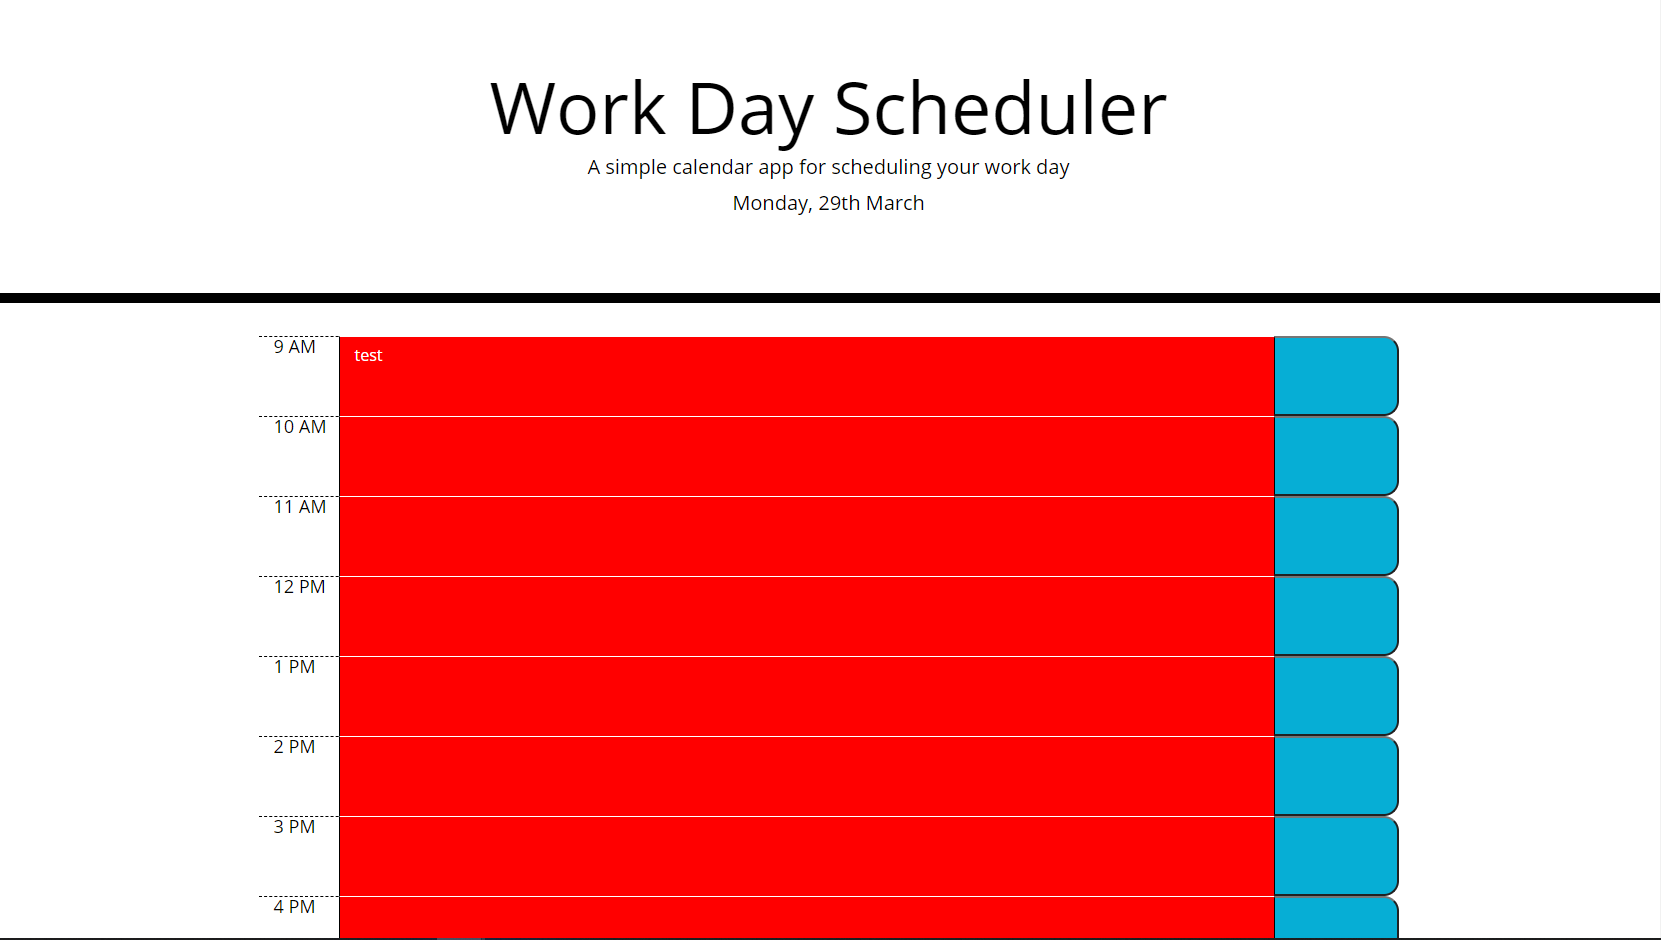 Work Day Scheduler
A simple calendar app for scheduling your work day
Monday, 29th March
9 AM
test
10 AM
11 AM
12 PM
1 PM
2 PM
3 PM
4 PM